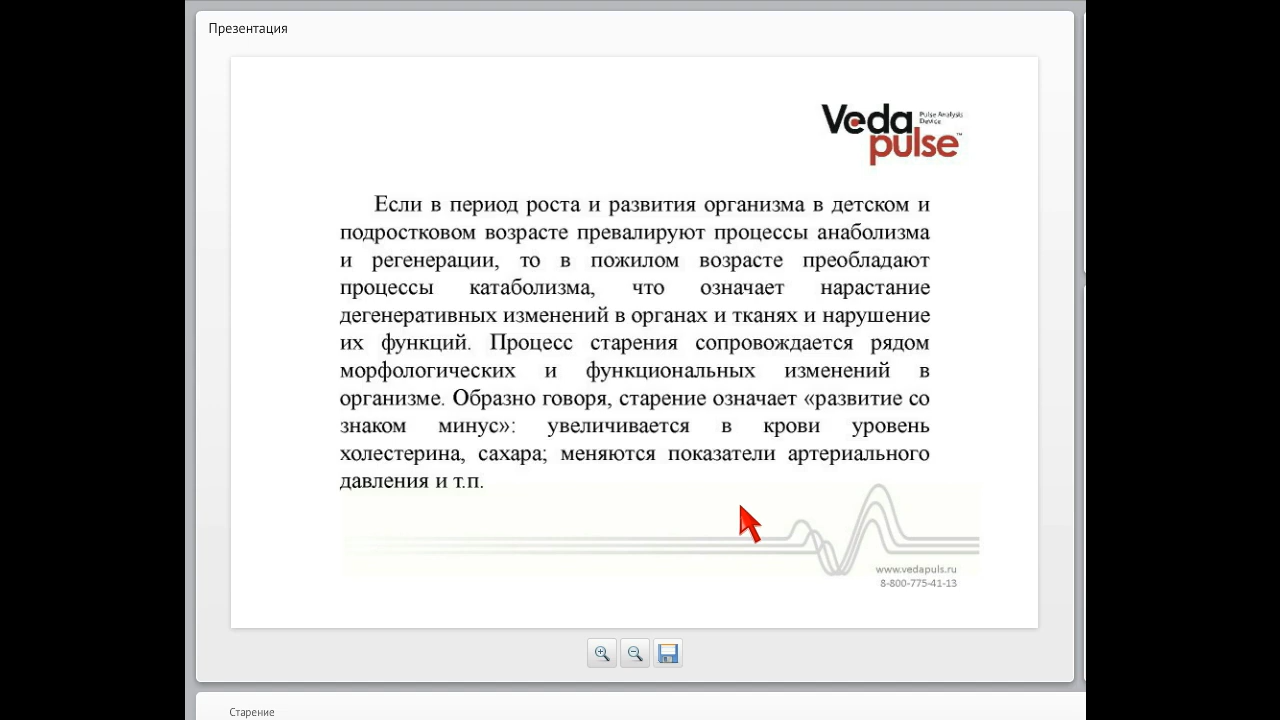 Презентация
Veda
Pulse Analysis
Device
pulse™
Если в период роста и развития организма в детском и
подростковом возрасте превалируют процессы анаболизма
и регенерации, то в пожилом возрасте преобладают
процессы катаболизма, что означает нарастание
дегенеративных изменений в органах и тканях и нарушение
их функций. Процесс старения сопровождается рядом
морфологических и функциональных изменений в
организме. Образно говоря, старение означает «развитие со
знаком минус»: увеличивается в крови уровень
холестерина, сахара; меняются показатели артериального
давления и т.п.
www.vedapuls.ru
8-800-775-41-13
Старение